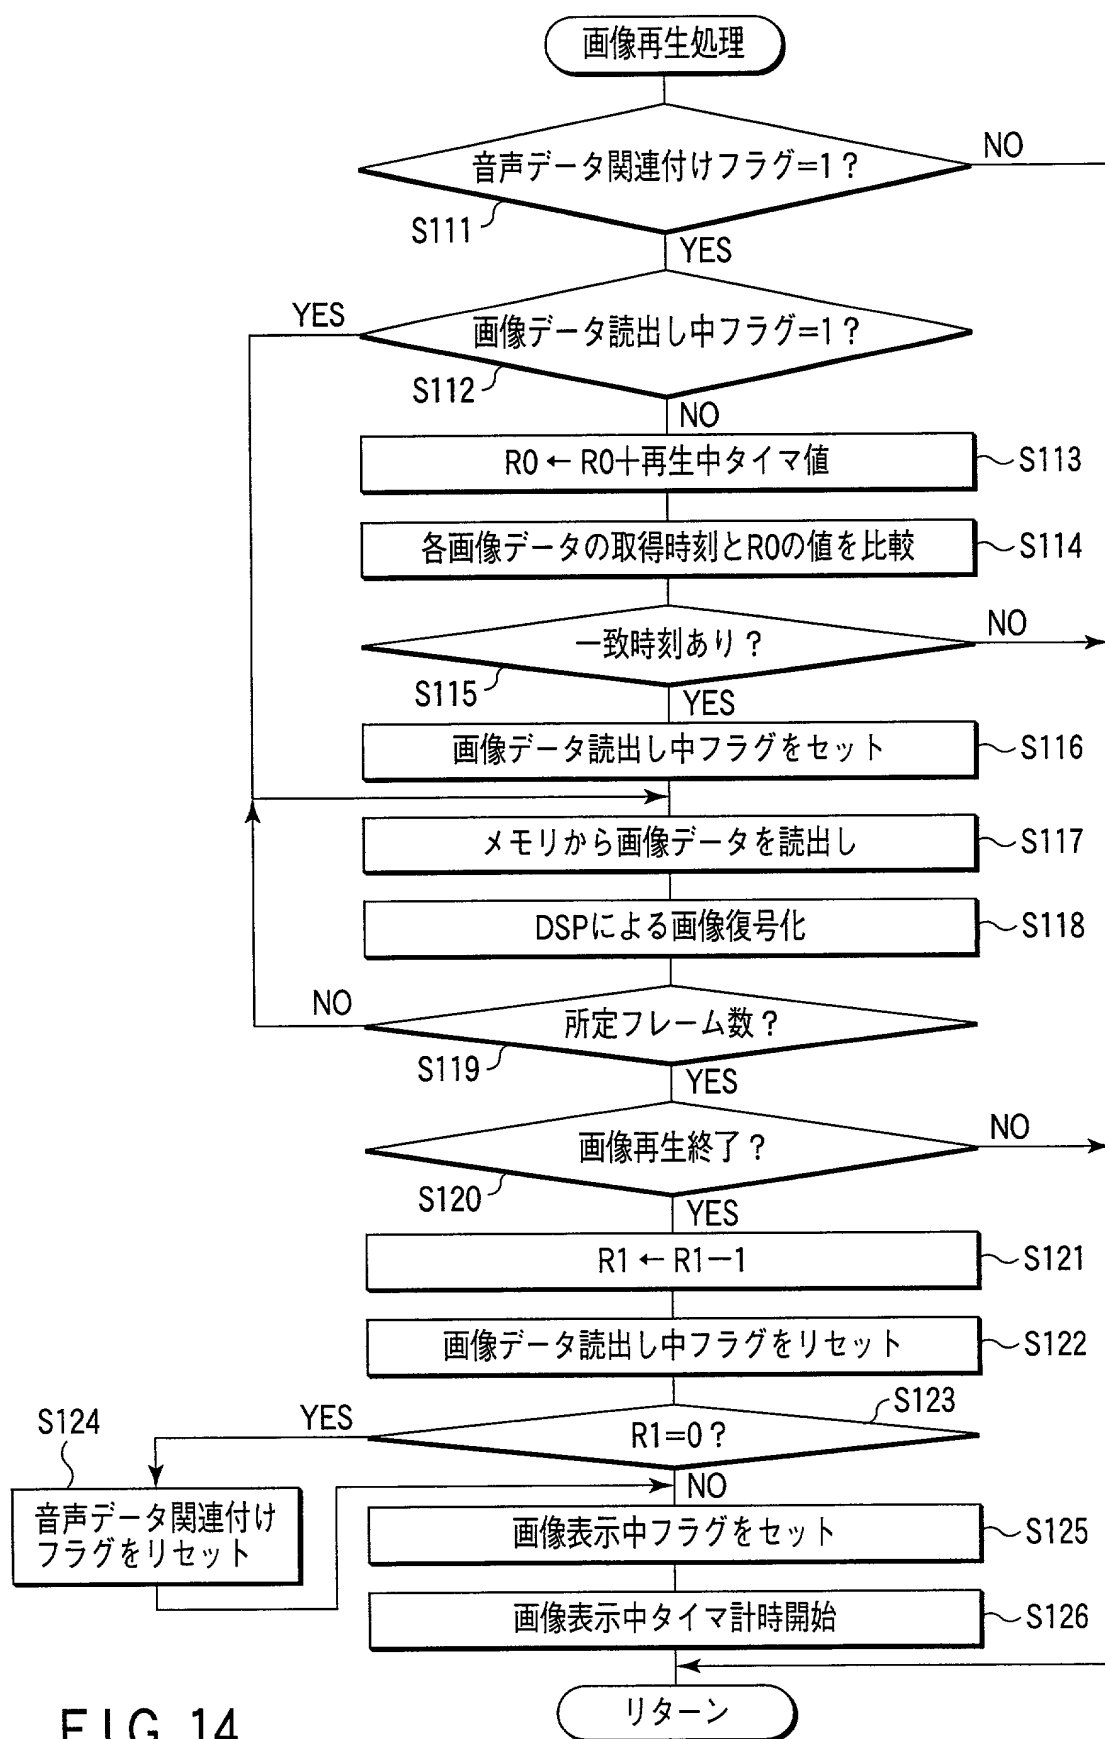 画像再生処理
音声データ関連付けフラグ=1?
NO
S111
YES
YES
画像データ読出し中フラグ=1?
S112
NO
R0←R0+再生中タイマ値
S113
各画像データの取得時刻とR0の値を比較
S114
一致時刻あり?
NO
S115
YES
画像データ読出し中フラグをセット
S116
メモリから画像データを読出し
S117
DSPによる画像復号化
S118
NO
所定フレーム数?
S119
YES
画像再生終了?
NO
S120
YES
R1←R1−1
S121
画像データ読出し中フラグをリセット
S122
S123
S124
YES
R1=0?
NO
音声データ関連付け
フラグをリセット
画像表示中フラグをセット
S125
画像表示中タイマ計時開始
S126
リターン
FIG. 14